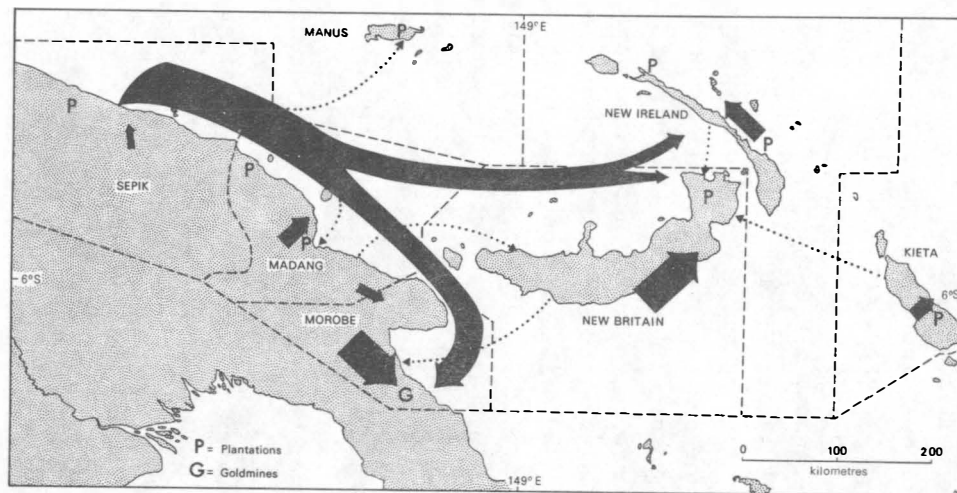 MANUS
149°E
P
P
P
NEW IRELAND
P
SEPIK
P
P
P
KIETA
MADANG
6°S
6°S
MOROBE
NEW BRITAIN
P
G
P = Plantations
G = Goldmines
149°E
0 100 200
kilometres